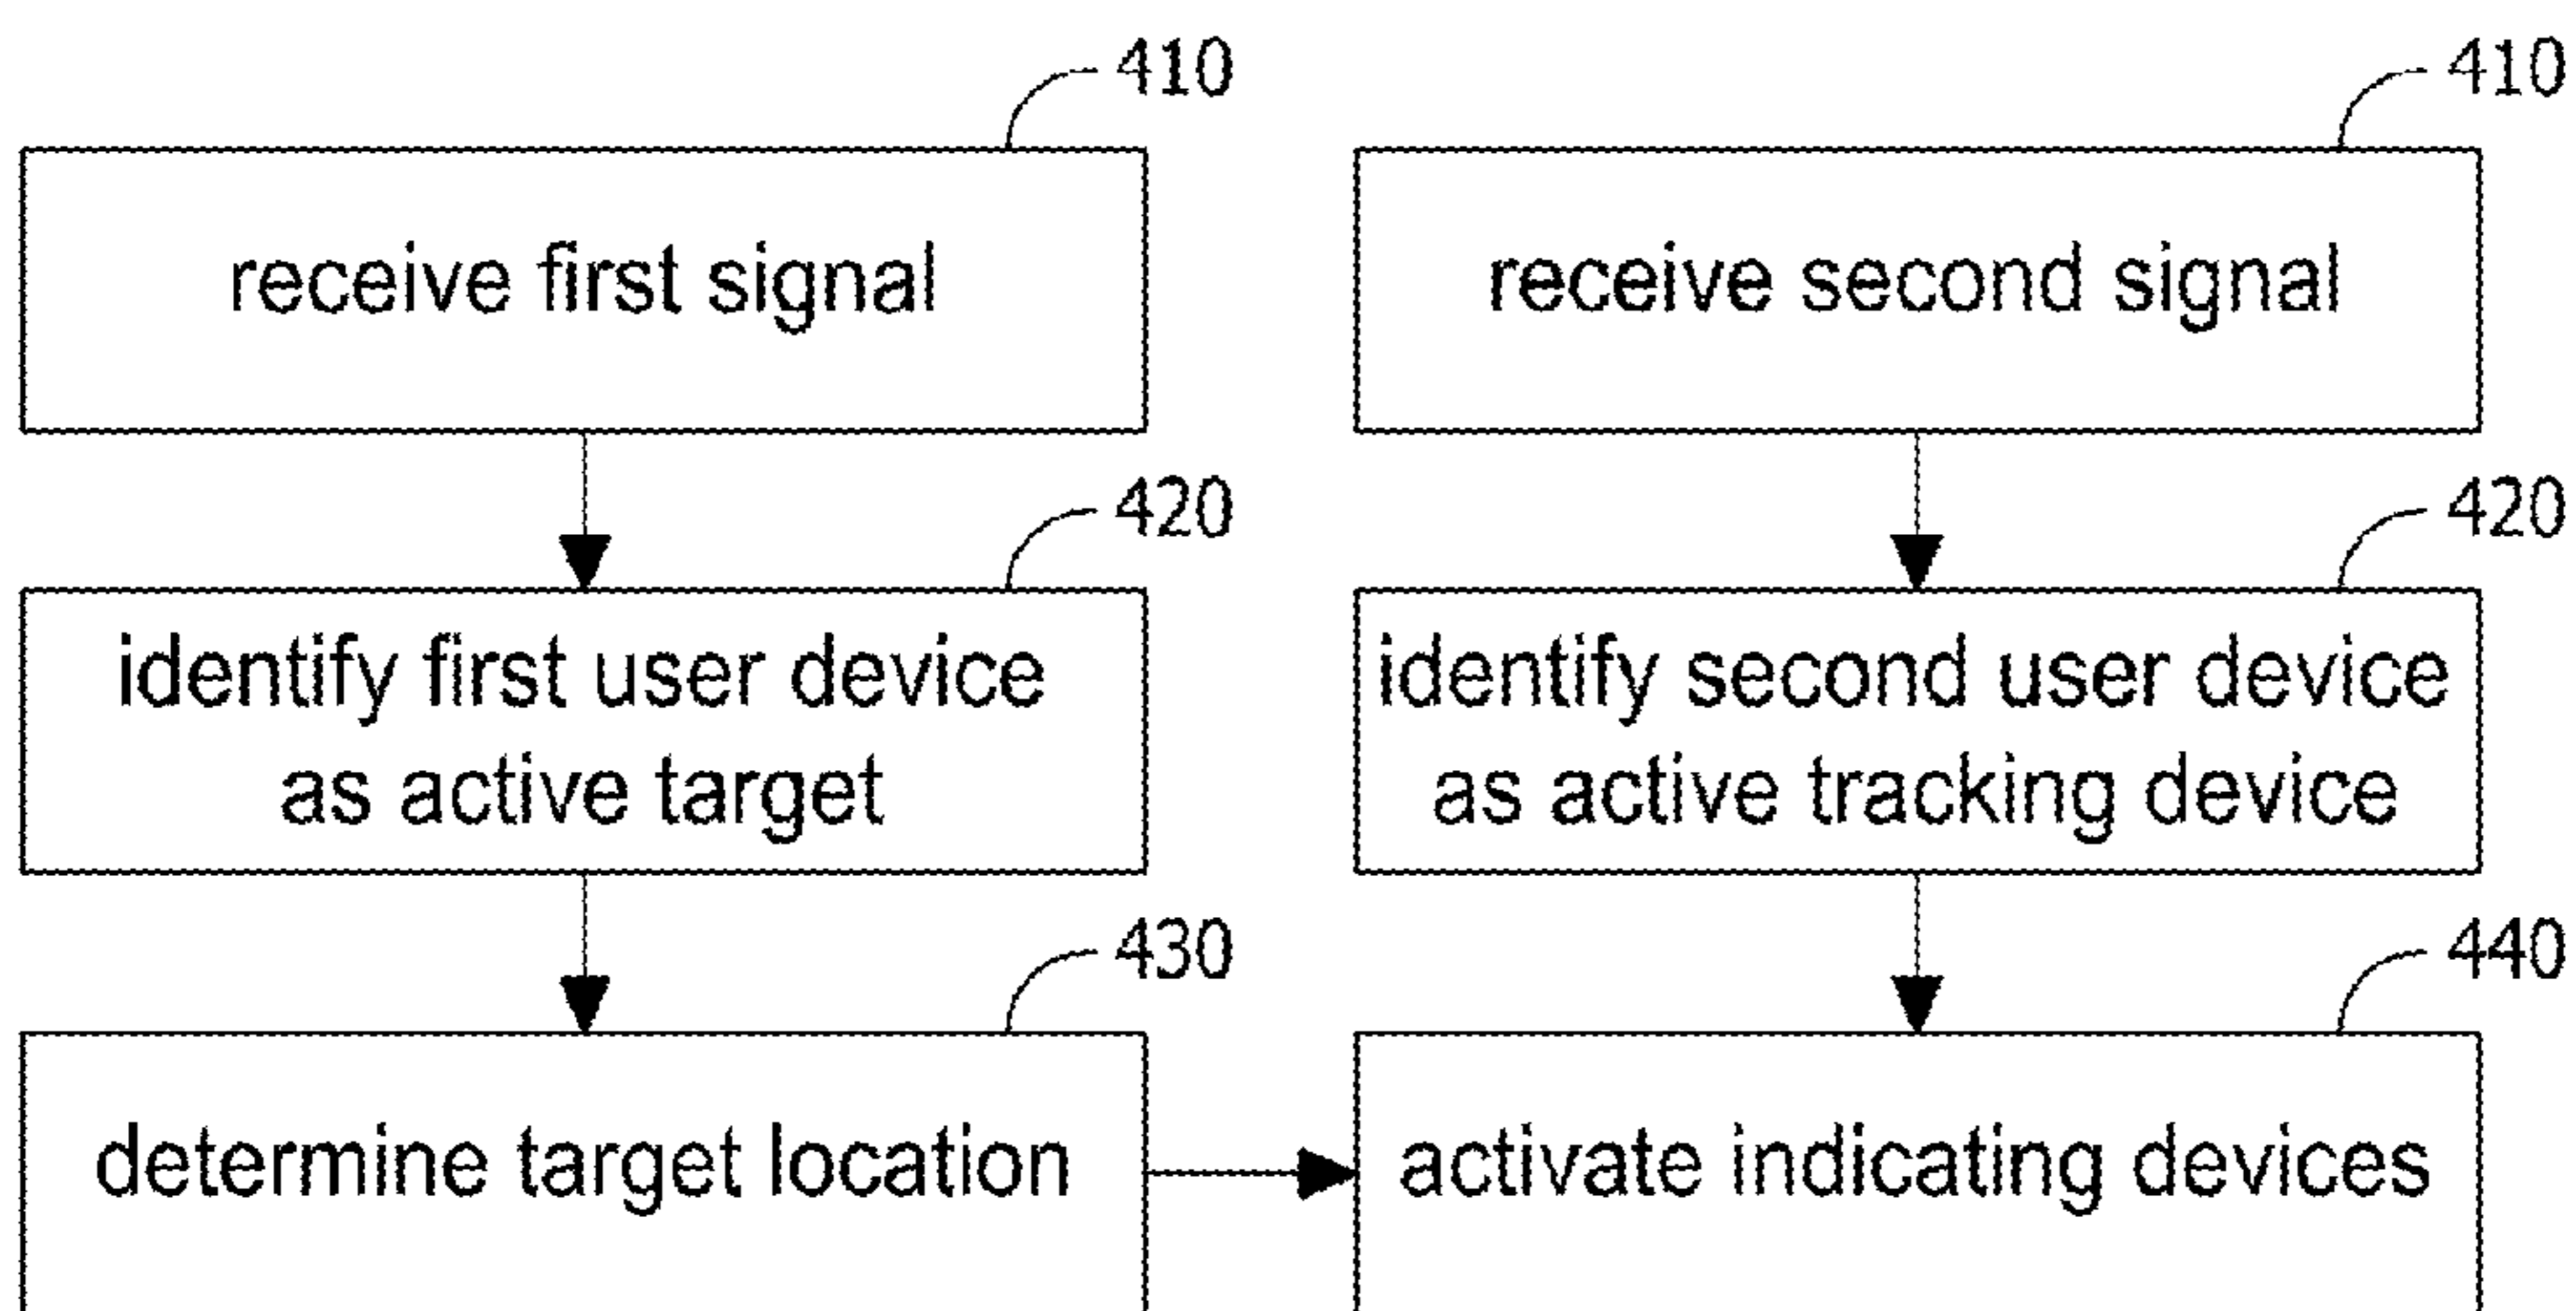 410
receive first signal
410
receive second signal
420
identify first user device
as active target
420
identify second user device
as active tracking device
430
determine target location
440
activate indicating devices